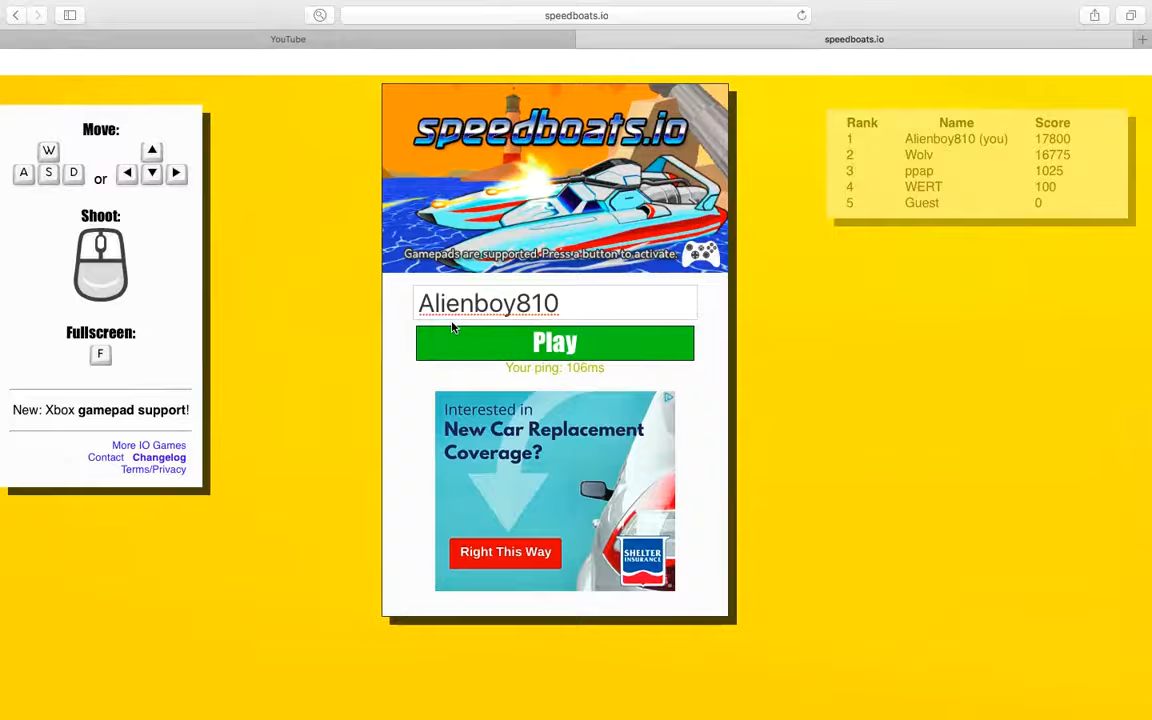 speedboats.io
YouTube
speedboats.io
Move:
W
A S D or
Shoot:
Fullscreen:
F
New: Xbox gamepad support!
More IO Games
Contact Changelog
Terms/Privacy
speedboats.io
Gamepads are supported. Press a button to activate.
Alienboy810
Play
Your ping: 106ms
Interested in
New Car Replacement
Coverage?
Right This Way
SHELTER
INSURANCE
Rank Name Score
1 Alienboy810 (you) 17800
2 Wolv 16775
3 ppap 1025
4 WERT 100
5 Guest 0